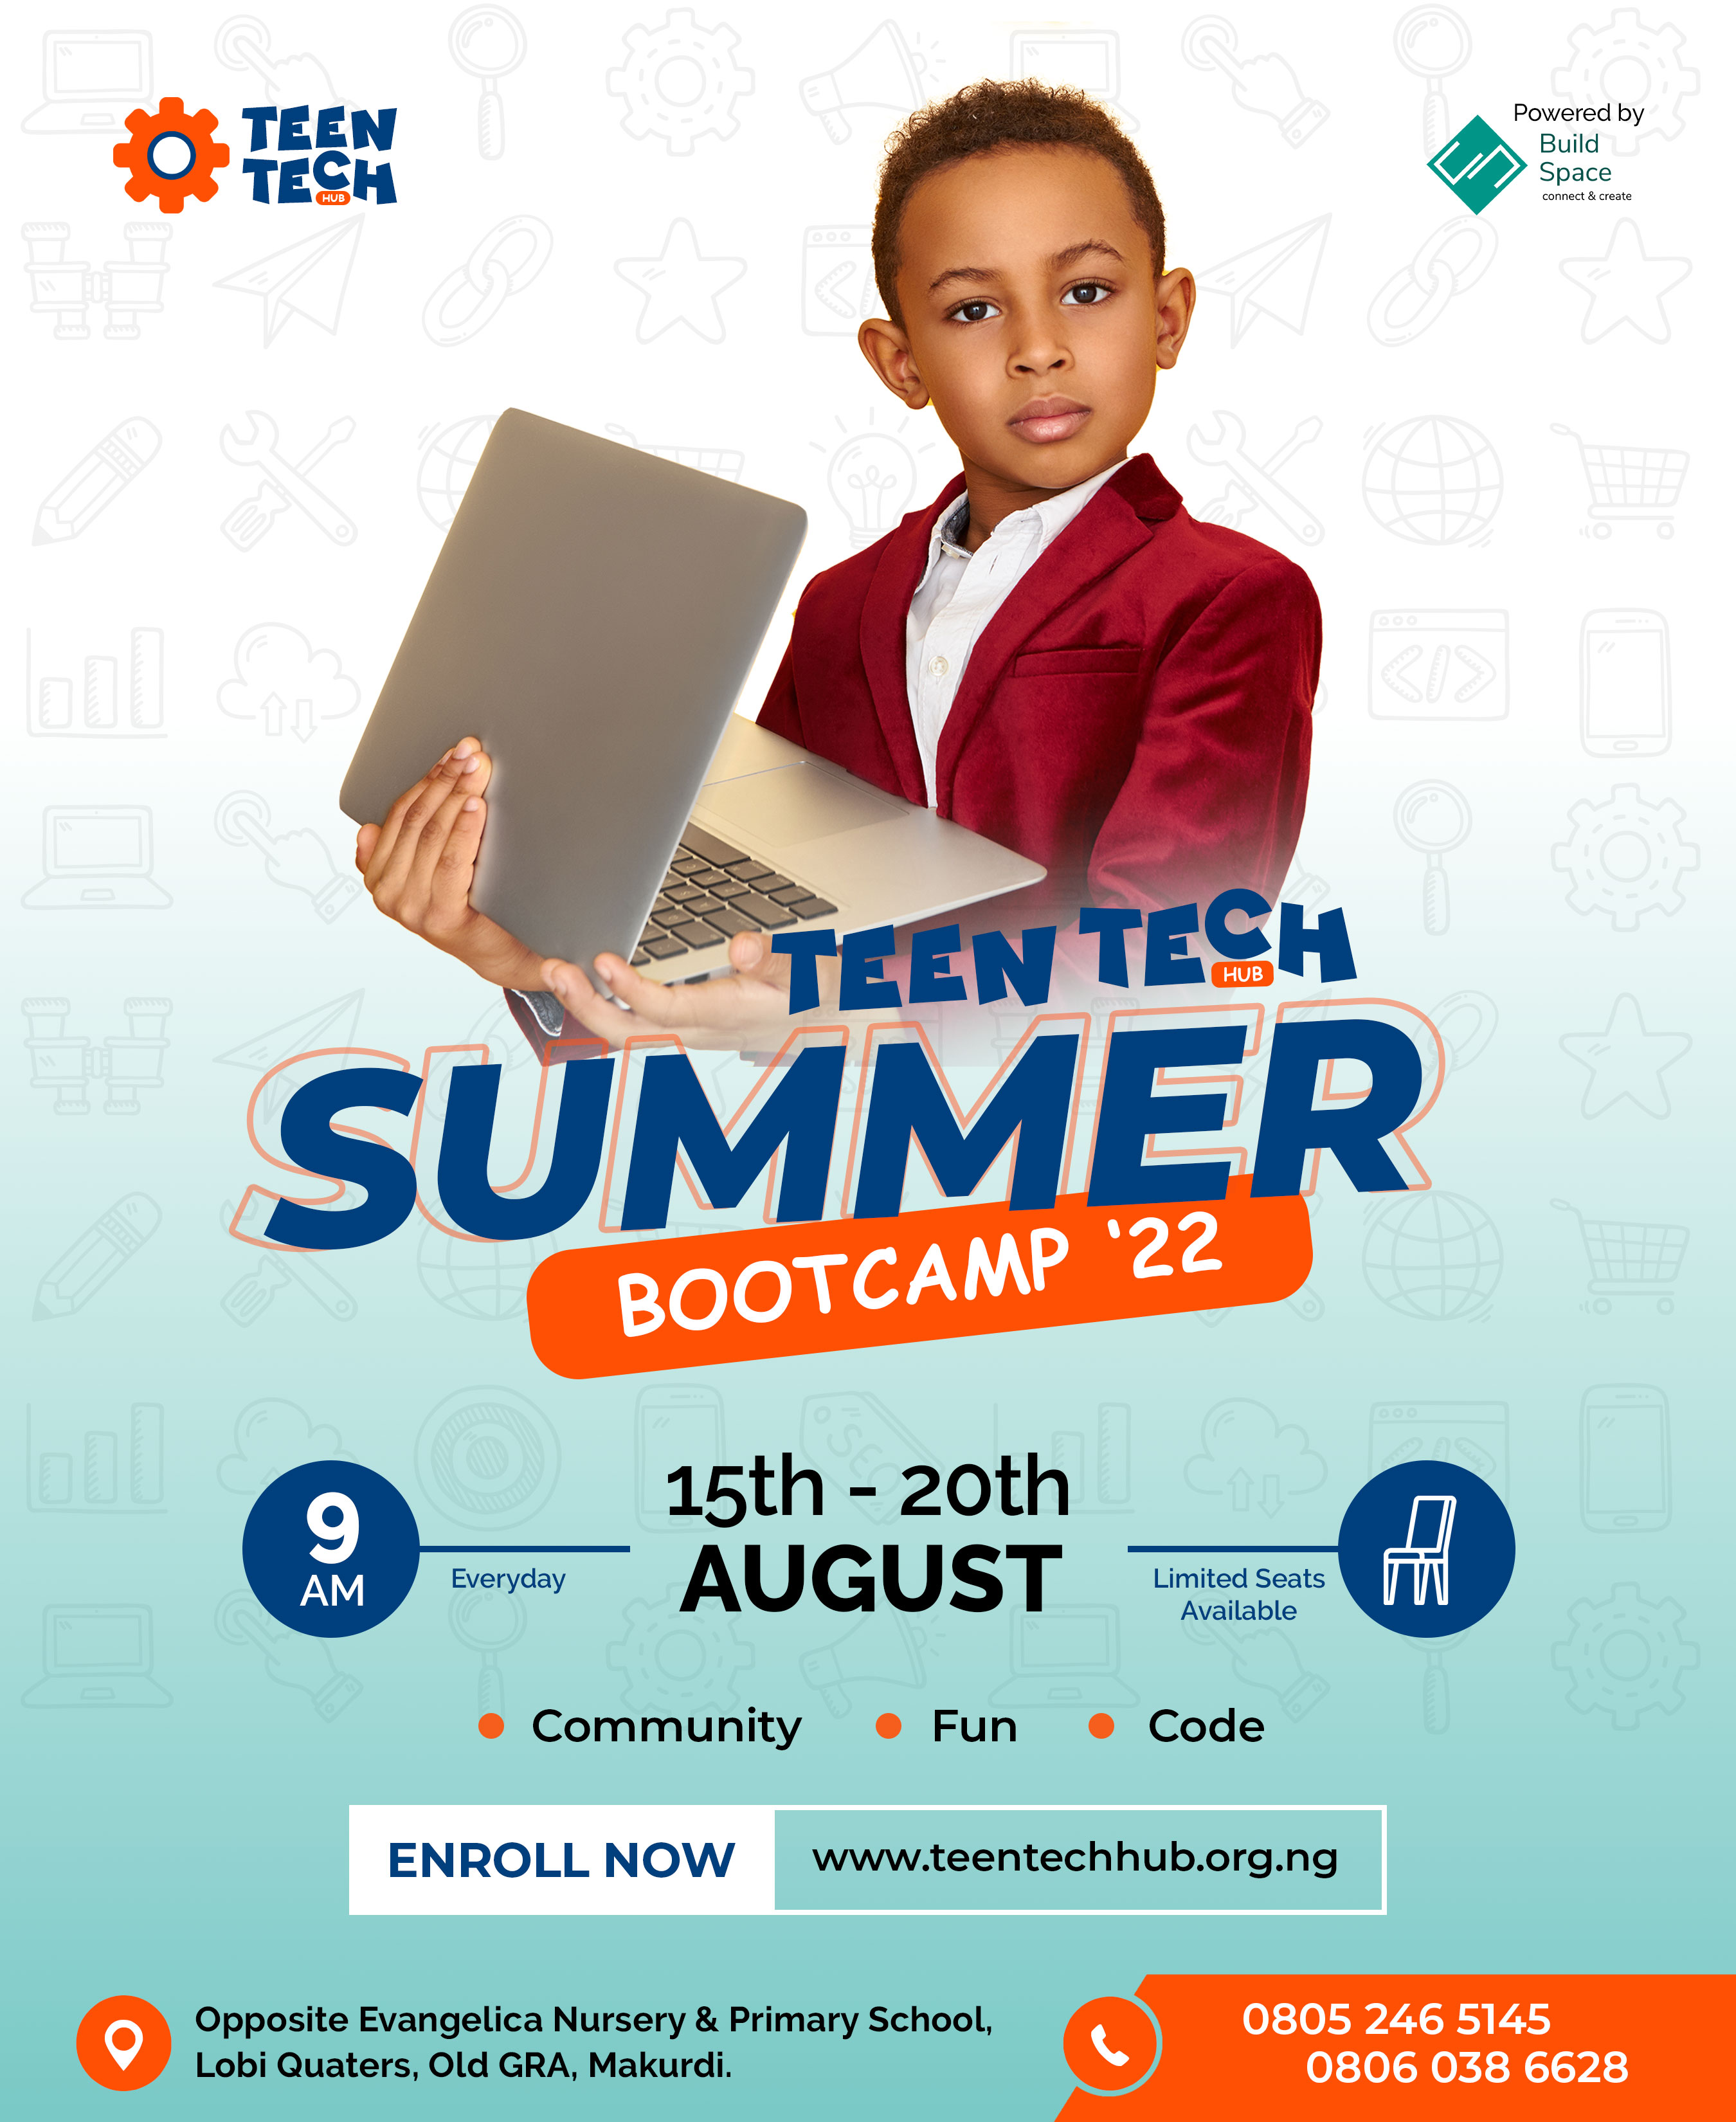 TEEN
TECH
HUB
Powered by
Build
Space
connect & create
TEEN TECH
HUB
SUMMER
BOOTCAMP '22
9
AM
Everyday
15th - 20th
AUGUST
Limited Seats
Available
Community Fun Code
ENROLL NOW www.teentechhub.org.ng
Opposite Evangelica Nursery & Primary School,
Lobi Quaters, Old GRA, Makurdi.
0805 246 5145
0806 038 6628